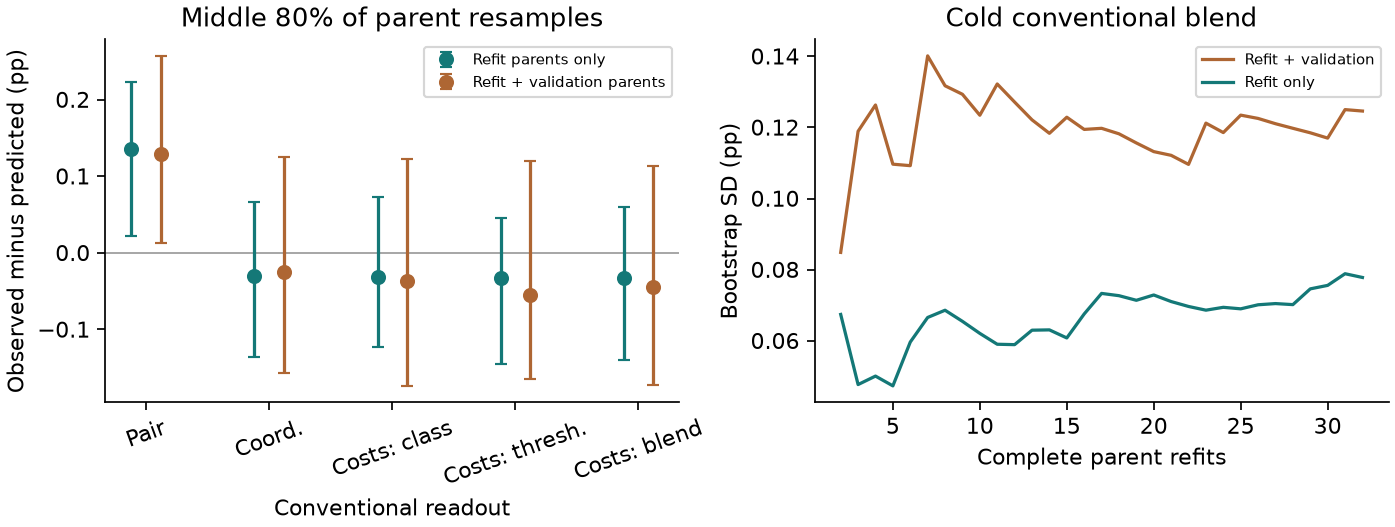 Middle 80% of parent resamples
Observed minus predicted (pp)
0.2
0.1
0.0
−0.1
Refit parents only
Refit + validation parents
Pair
Coord.
Costs: class
Costs: thresh.
Costs: blend
Conventional readout
Cold conventional blend
Bootstrap SD (pp)
0.14
0.12
0.10
0.08
0.06
Refit + validation
Refit only
5
10
15
20
25
30
Complete parent refits